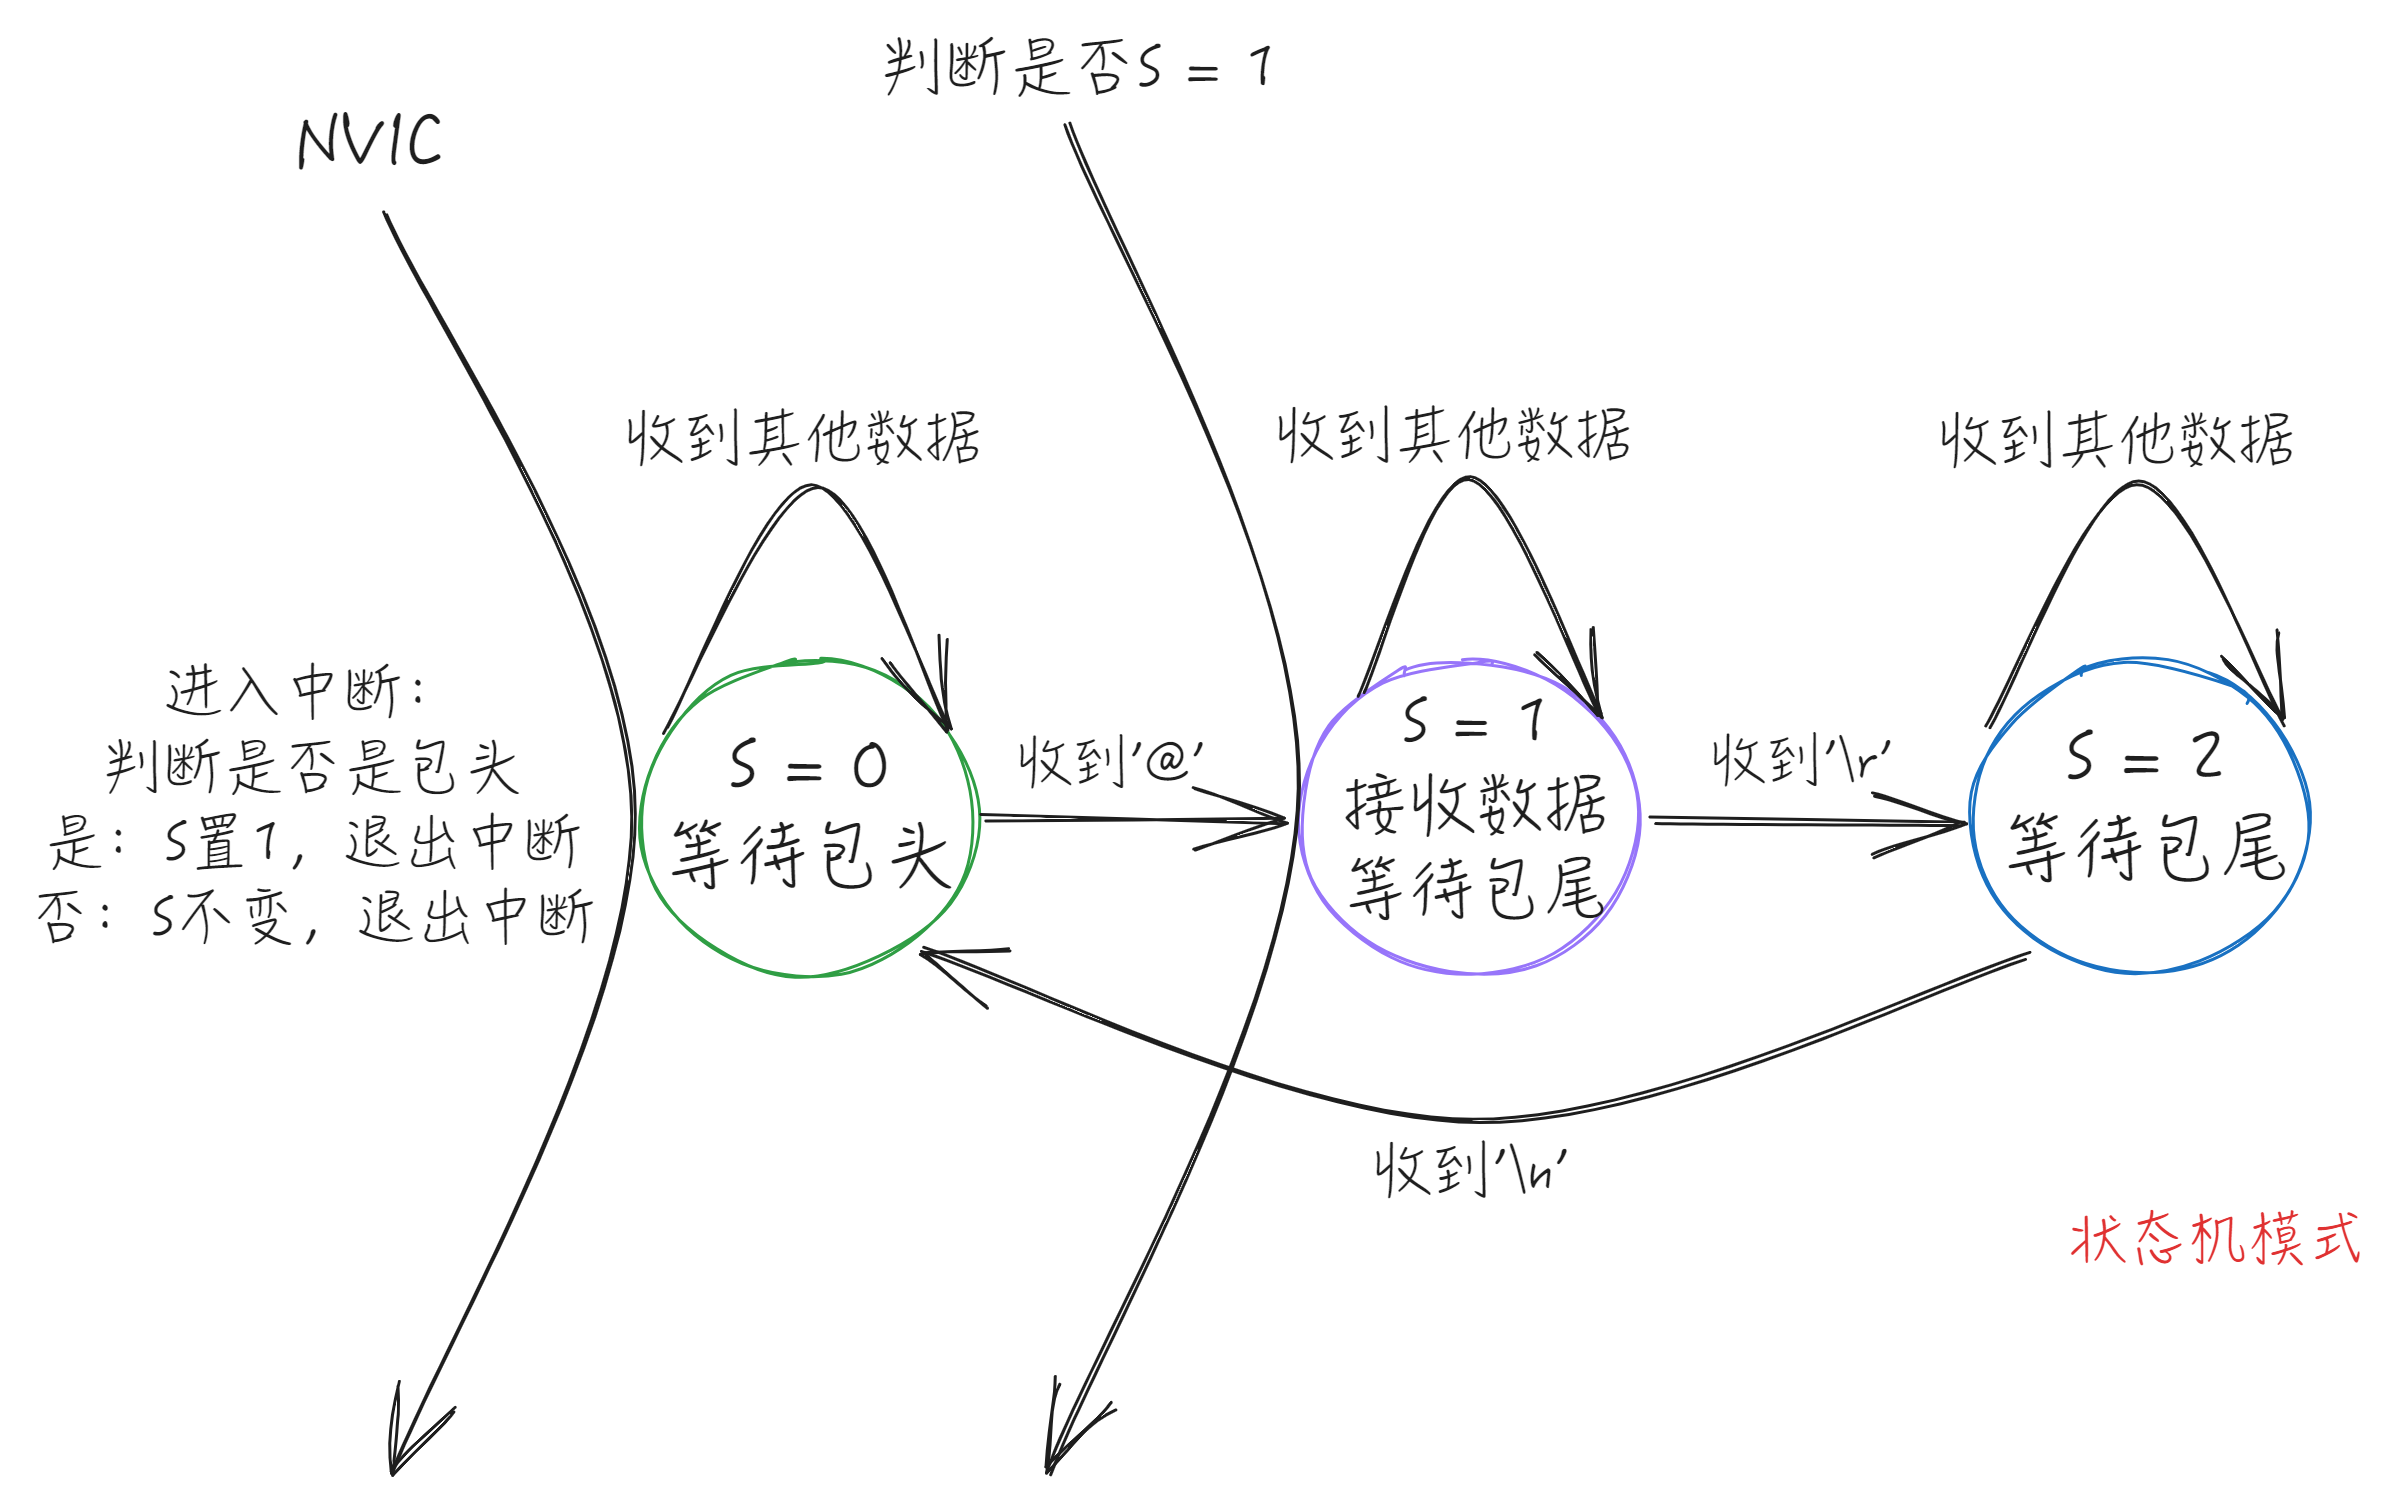 判断是否S = 1
NVIC
收到其他数据
收到其他数据
收到其他数据
进入中断：
判断是否是包头
是：S置1，退出中断
否：S不变，退出中断
S = 0
等待包头
收到'@'
S = 1
接收数据
等待包尾
收到'\r'
S = 2
等待包尾
收到'\n'
状态机模式